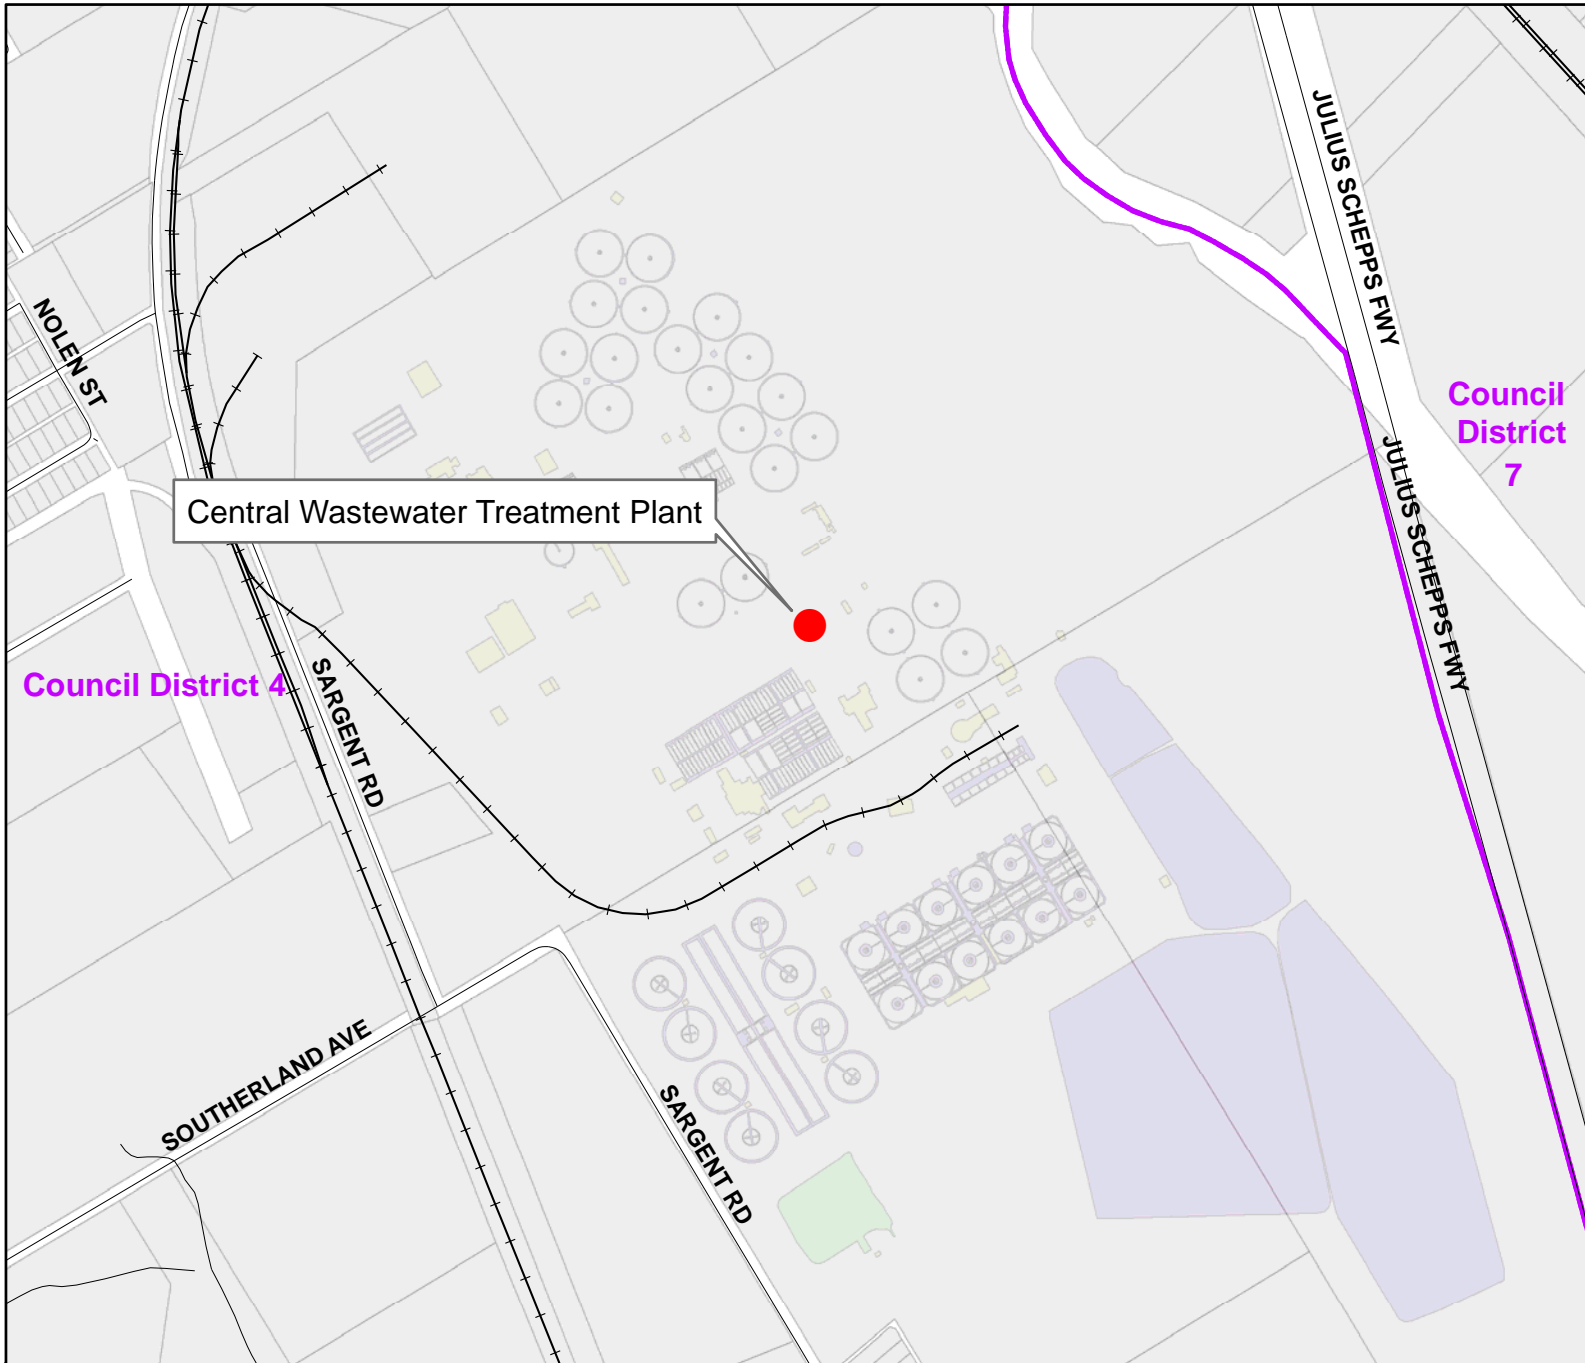 JULIUS SCHEPPS FWY
NOLEN ST
Council
District
7
JULIUS SCHEPPS FWY
Central Wastewater Treatment Plant
Council District 4
SARGENT RD
SOUTHERLAND AVE
SARGENT RD